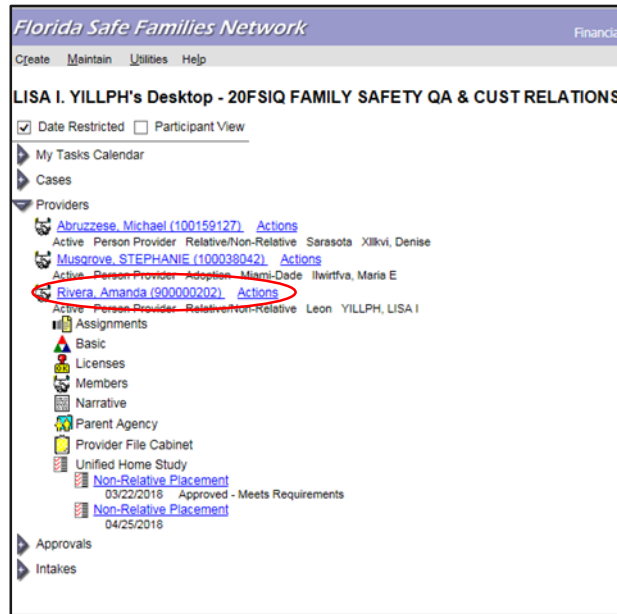 Florida Safe Families Network
Financia
Create Maintain Utilities Help
LISA I. YILLPH's Desktop - 20FSIQ FAMILY SAFETY QA & CUST RELATIONS
Date Restricted Participant View
My Tasks Calendar
Cases
Providers
Abruzzese, Michael (100159127) Actions
Active Person Provider Relative/Non-Relative Sarasota Xllkvi, Denise
Musgrove, STEPHANIE (100038042) Actions
Active Person Provider Adoption Miami-Dade Ilwirtfva, Maria E
Rivera, Amanda (900000202) Actions
Active Person Provider Relative/Non-Relative Leon YILLPH, LISA I
Assignments
Basic
Licenses
Members
Narrative
Parent Agency
Provider File Cabinet
Unified Home Study
Non-Relative Placement
03/22/2018 Approved - Meets Requirements
Non-Relative Placement
04/25/2018
Approvals
Intakes